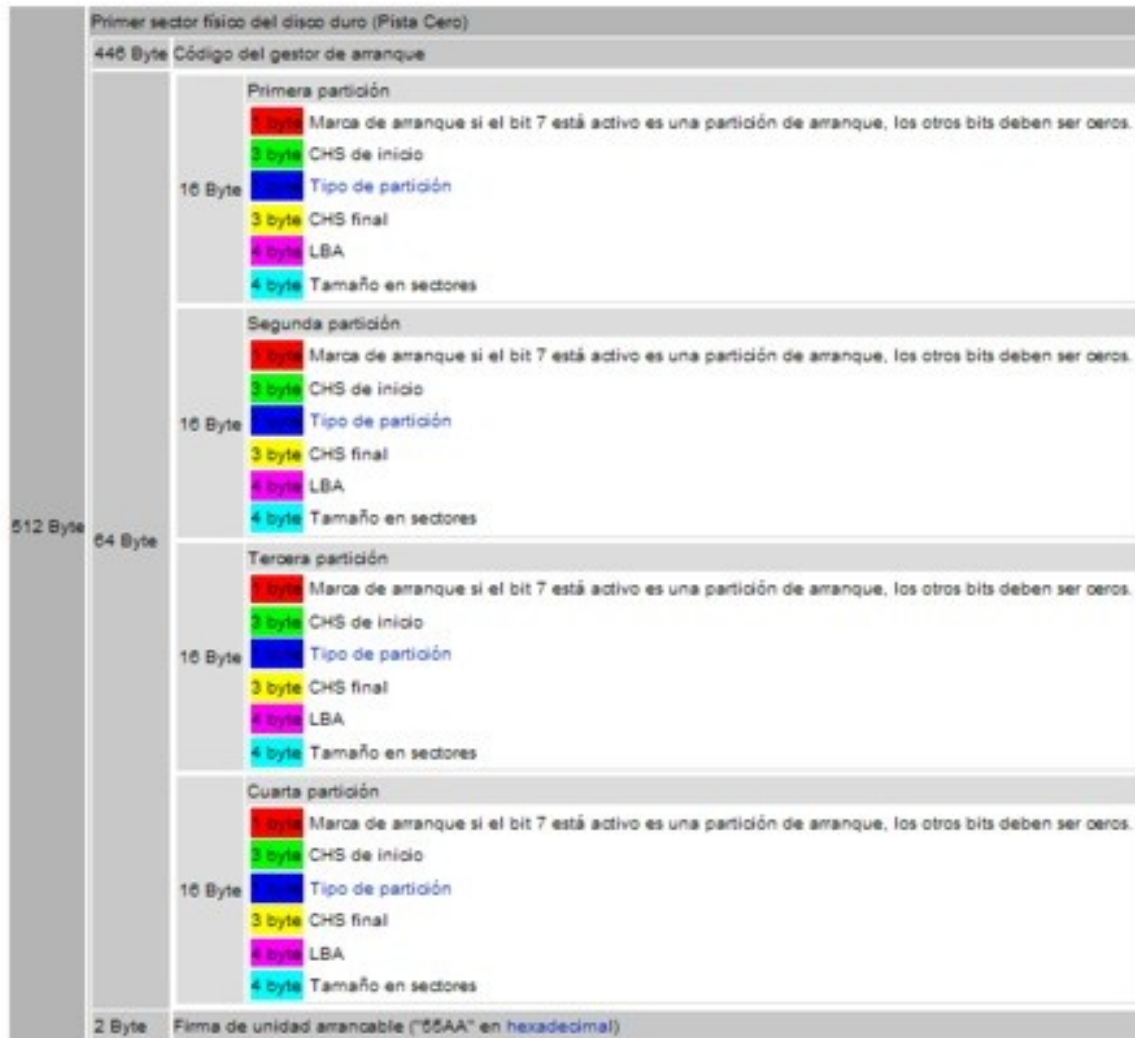 Primer sector físico del disco duro (Pista Cero)
446 Byte Código del gestor de arranque
Primera partición
1 byte Marca de arranque si el bit 7 está activo es una partición de arranque, los otros bits deben ser ceros.
3 byte CHS de inicio
16 Byte
1 byte Tipo de partición
3 byte CHS final
4 byte LBA
4 byte Tamaño en sectores
Segunda partición
1 byte Marca de arranque si el bit 7 está activo es una partición de arranque, los otros bits deben ser ceros.
3 byte CHS de inicio
16 Byte
1 byte Tipo de partición
3 byte CHS final
4 byte LBA
4 byte Tamaño en sectores
512 Byte
64 Byte
Tercera partición
1 byte Marca de arranque si el bit 7 está activo es una partición de arranque, los otros bits deben ser ceros.
3 byte CHS de inicio
16 Byte
1 byte Tipo de partición
3 byte CHS final
4 byte LBA
4 byte Tamaño en sectores
Cuarta partición
1 byte Marca de arranque si el bit 7 está activo es una partición de arranque, los otros bits deben ser ceros.
3 byte CHS de inicio
16 Byte
1 byte Tipo de partición
3 byte CHS final
4 byte LBA
4 byte Tamaño en sectores
2 Byte Firma de unidad arrancable ("55AA" en hexadecimal)